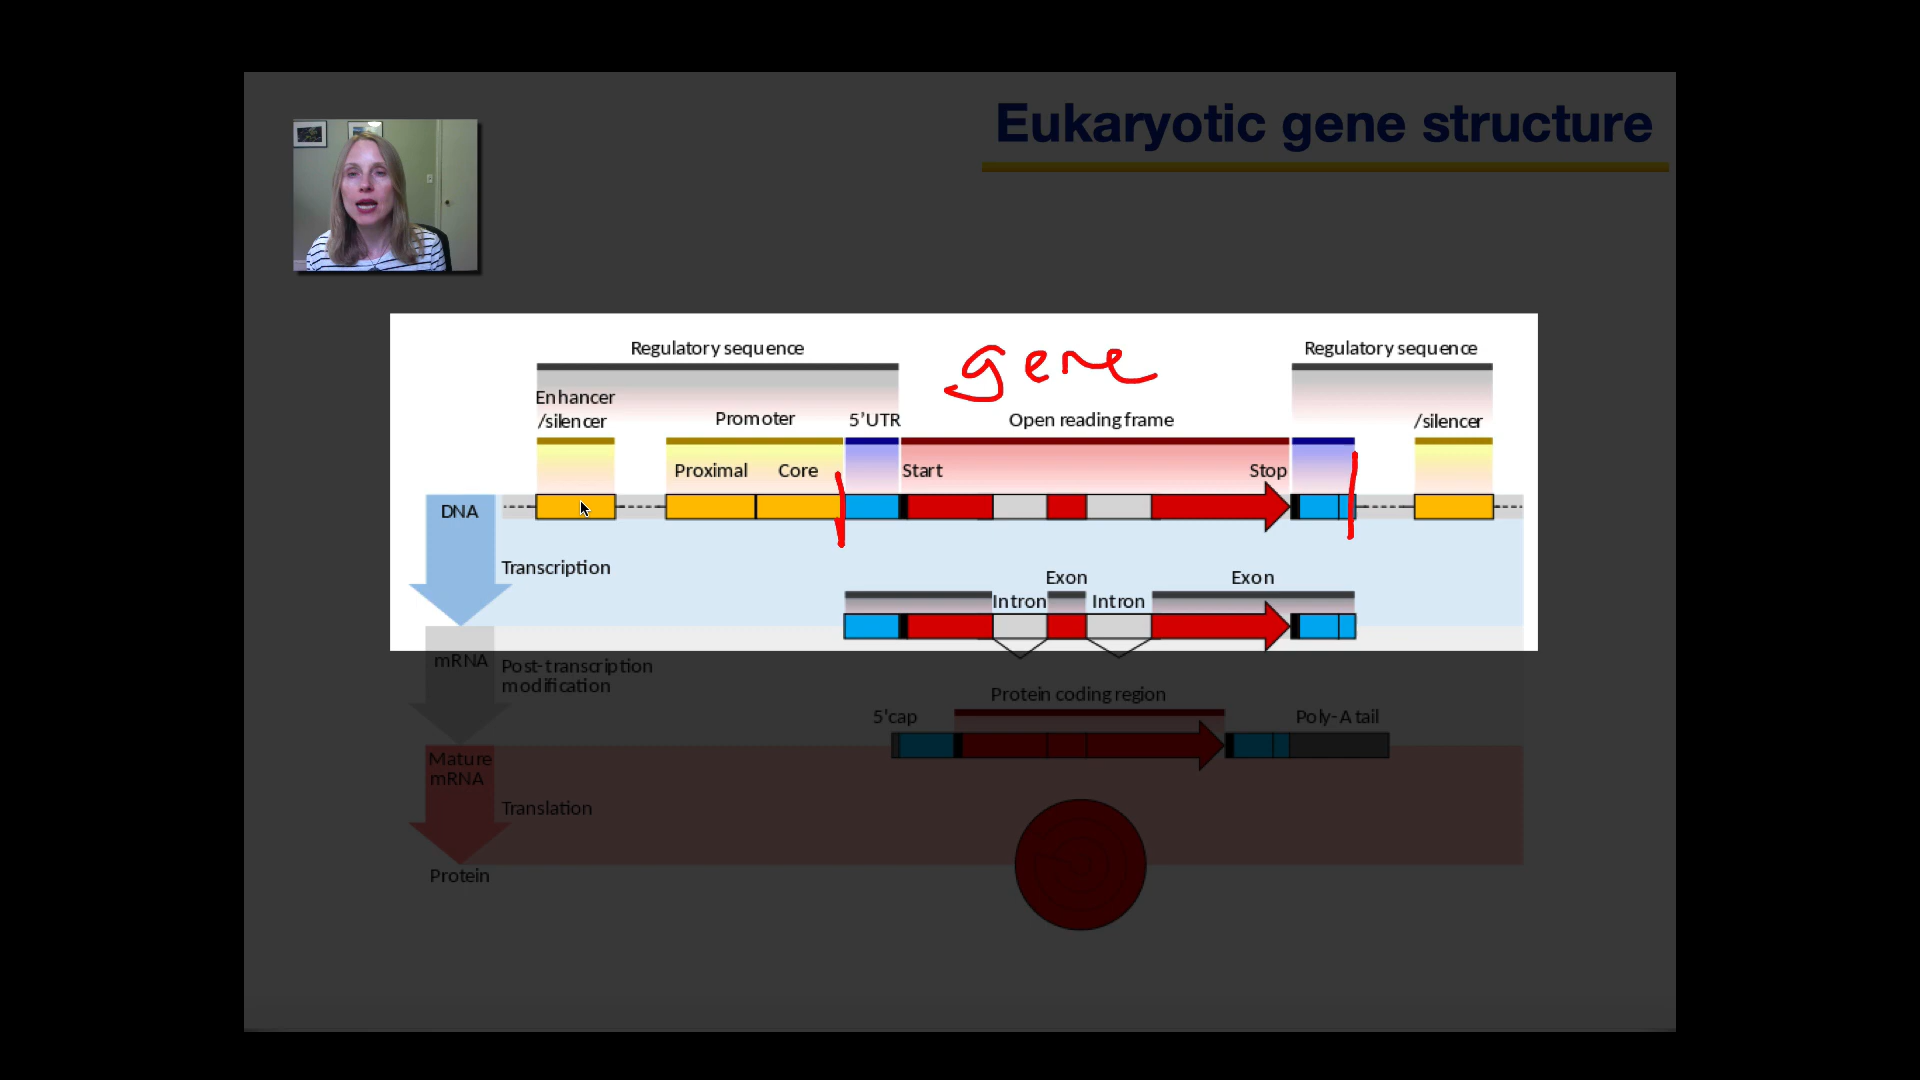 Eukaryotic gene structure
Regulatory sequence
gene
Regulatory sequence
Enhancer
/silencer
Promoter
5'UTR
Open reading frame
/silencer
Proximal
Core
Start
Stop
DNA
Transcription
Exon
Exon
Intron
Intron
mRNA
Post-transcription
modification
Protein coding region
5'cap
Poly-A tail
Mature
mRNA
Translation
Protein